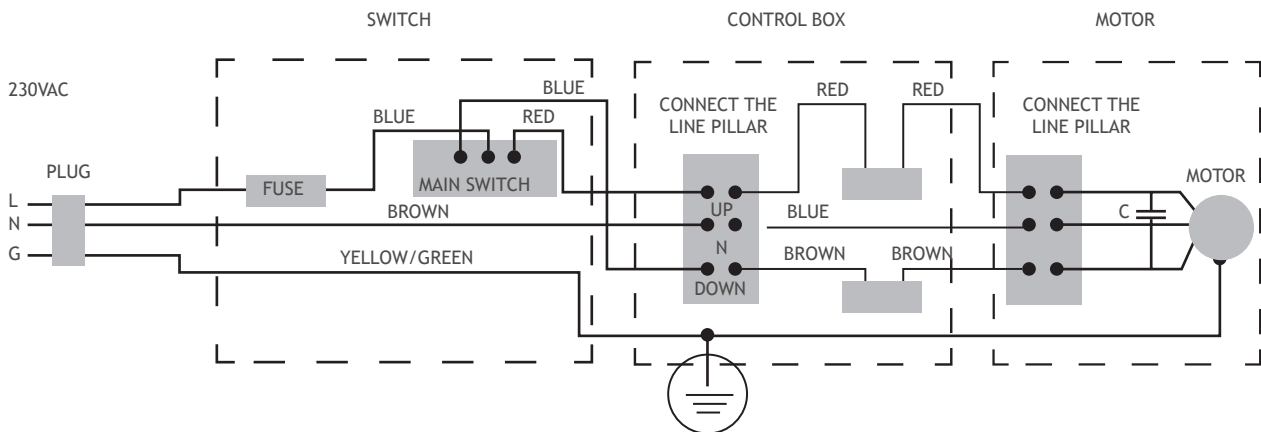 SWITCH
CONTROL BOX
MOTOR
230VAC
BLUE
RED
RED
CONNECT THE
LINE PILLAR
CONNECT THE
LINE PILLAR
BLUE
RED
PLUG
FUSE
MAIN SWITCH
MOTOR
L
BROWN
UP
BLUE
C
N
N
G
YELLOW/GREEN
BROWN
BROWN
DOWN